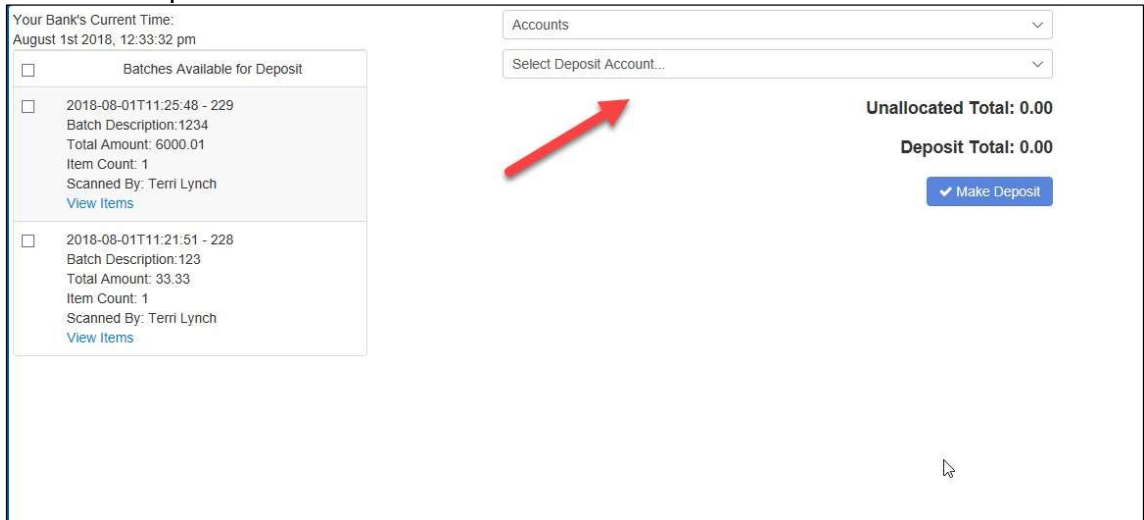 Your Bank's Current Time:
August 1st 2018, 12:33:32 pm
Batches Available for Deposit
2018-08-01T11:25:48 - 229
Batch Description:1234
Total Amount: 6000.01
Item Count: 1
Scanned By: Terri Lynch
View Items
2018-08-01T11:21:51 - 228
Batch Description:123
Total Amount: 33.33
Item Count: 1
Scanned By: Terri Lynch
View Items
Accounts
Select Deposit Account...
Unallocated Total: 0.00
Deposit Total: 0.00
Make Deposit